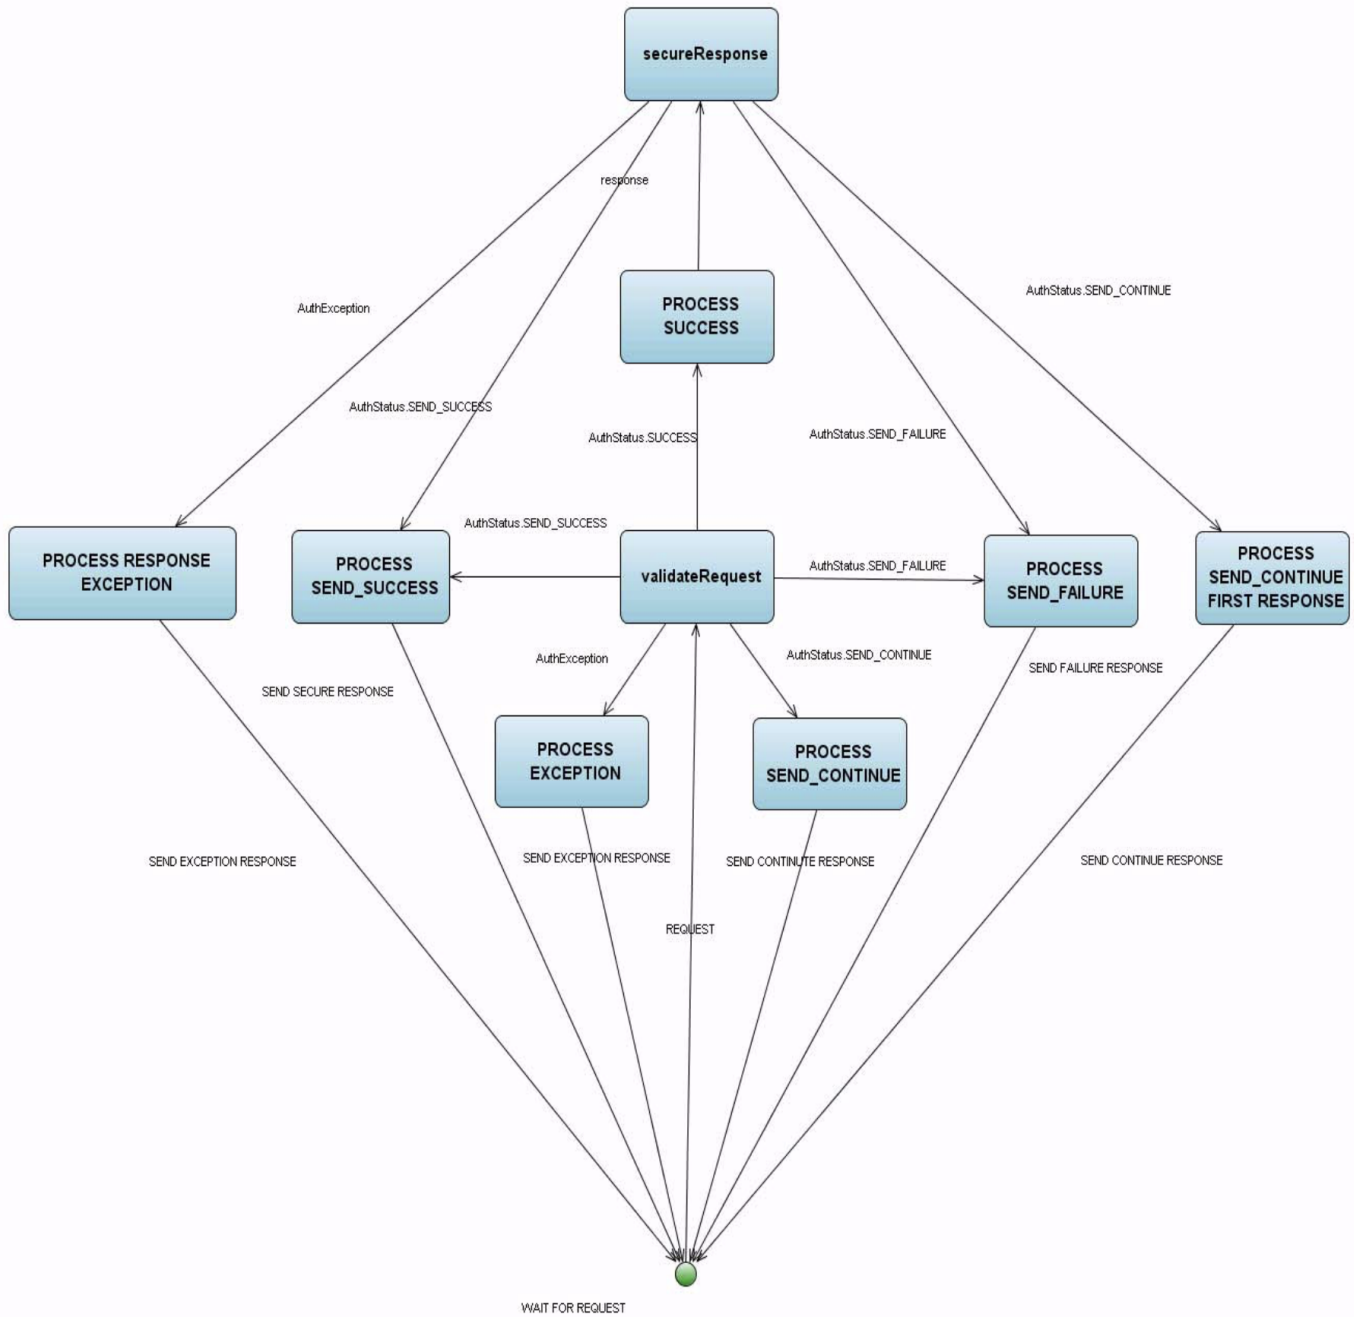 secureResponse
response
AuthStatus.SEND_CONTINUE
AuthException
PROCESS
SUCCESS
AuthStatus.SEND_SUCCESS
AuthStatus.SUCCESS
AuthStatus.SEND_FAILURE
AuthStatus.SEND_SUCCESS
PROCESS RESPONSE
EXCEPTION
PROCESS
SEND_SUCCESS
validateRequest
AuthStatus.SEND_FAILURE
PROCESS
SEND_FAILURE
PROCESS
SEND_CONTINUE
FIRST RESPONSE
AuthException
AuthStatus.SEND_CONTINUE
SEND FAILURE RESPONSE
SEND SECURE RESPONSE
PROCESS
EXCEPTION
PROCESS
SEND_CONTINUE
SEND EXCEPTION RESPONSE
SEND EXCEPTION RESPONSE
SEND CONTINUTE RESPONSE
SEND CONTINUE RESPONSE
REQUEST
WAIT FOR REQUEST